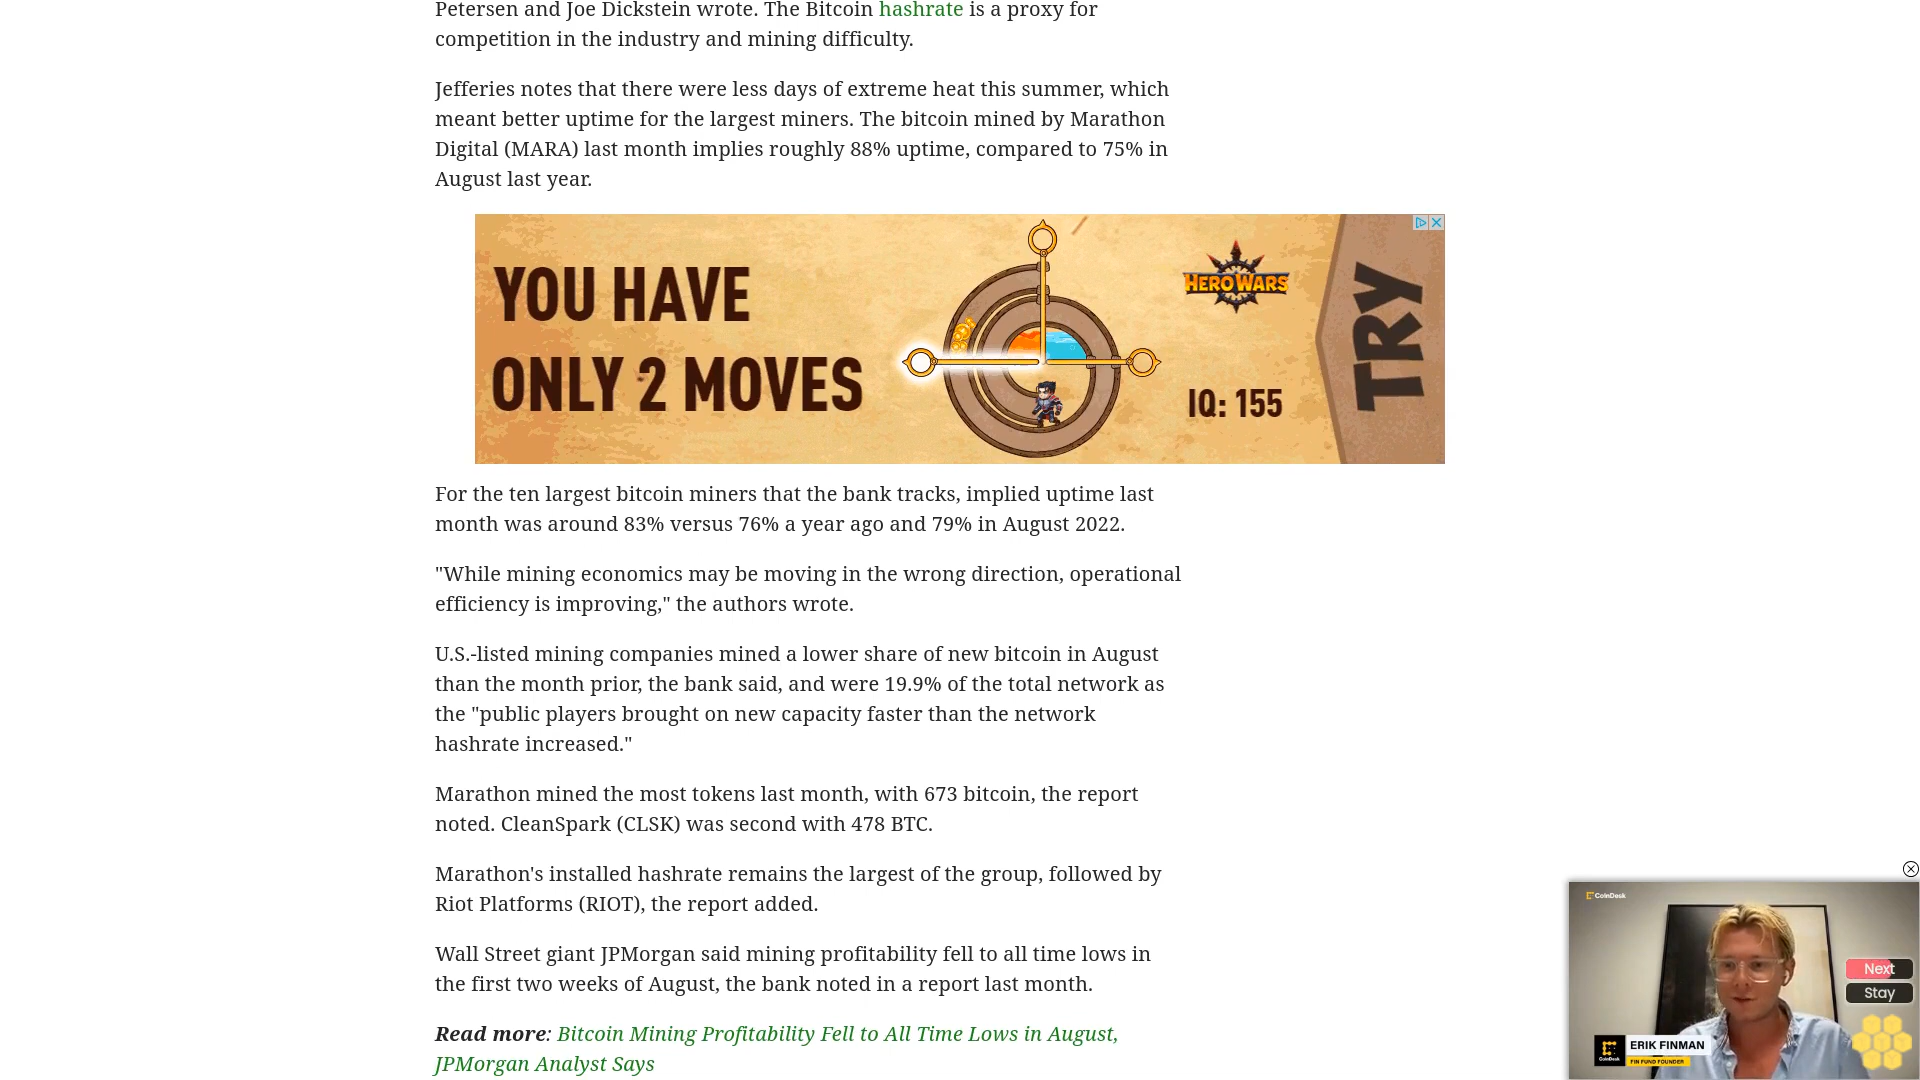 Petersen and Joe Dickstein wrote. The Bitcoin hashrate is a proxy for
competition in the industry and mining difficulty.
Jefferies notes that there were less days of extreme heat this summer, which
meant better uptime for the largest miners. The bitcoin mined by Marathon
Digital (MARA) last month implies roughly 88% uptime, compared to 75% in
August last year.
YOU HAVE
ONLY 2 MOVES
HERO WARS
IQ: 155
TRY
For the ten largest bitcoin miners that the bank tracks, implied uptime last
month was around 83% versus 76% a year ago and 79% in August 2022.
"While mining economics may be moving in the wrong direction, operational
efficiency is improving," the authors wrote.
U.S.-listed mining companies mined a lower share of new bitcoin in August
than the month prior, the bank said, and were 19.9% of the total network as
the "public players brought on new capacity faster than the network
hashrate increased."
Marathon mined the most tokens last month, with 673 bitcoin, the report
noted. CleanSpark (CLSK) was second with 478 BTC.
Marathon's installed hashrate remains the largest of the group, followed by
Riot Platforms (RIOT), the report added.
Wall Street giant JPMorgan said mining profitability fell to all time lows in
the first two weeks of August, the bank noted in a report last month.
Read more: Bitcoin Mining Profitability Fell to All Time Lows in August,
JPMorgan Analyst Says
CoinDesk
Next
Stay
CoinDesk
ERIK FINMAN
FIN FUND FOUNDER